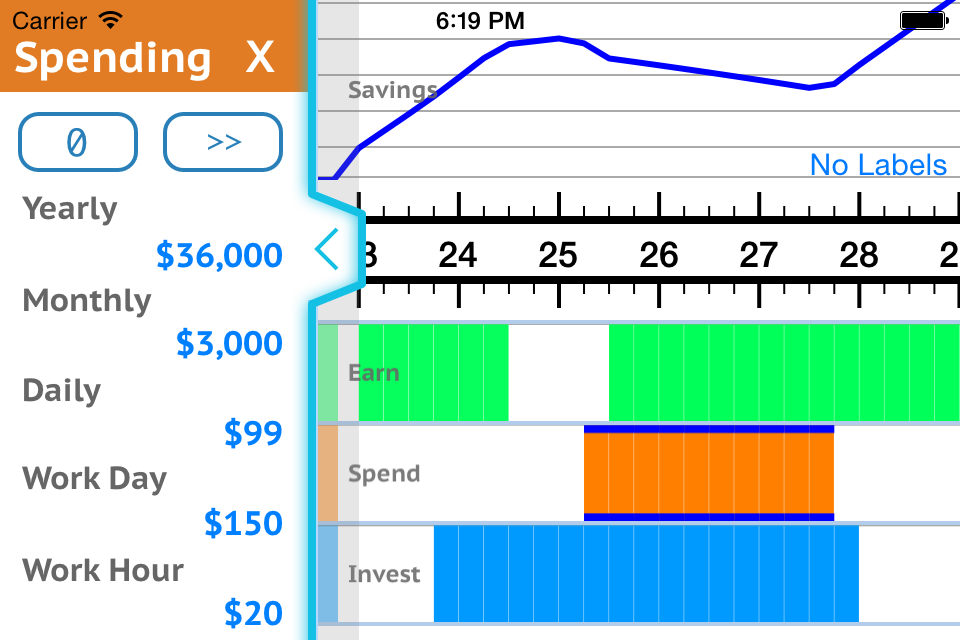 Carrier 6:19 PM
Spending X
0 >>
Yearly
$36,000
Monthly
$3,000
Daily
$99
Work Day
$150
Work Hour
$20
Savings
No Labels
3 24 25 26 27 28 2
Earn
Spend
Invest